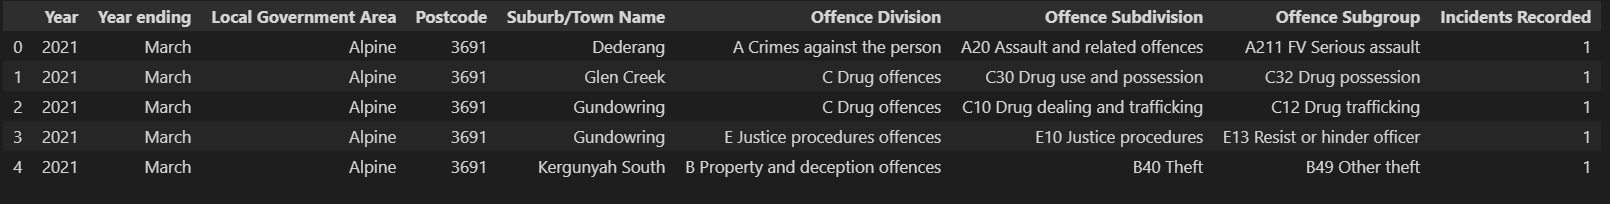 Year Year ending Local Government Area Postcode Suburb/Town Name Offence Division Offence Subdivision Offence Subgroup Incidents Recorded
0 2021 March Alpine 3691 Dederang A Crimes against the person A20 Assault and related offences A211 FV Serious assault 1
1 2021 March Alpine 3691 Glen Creek C Drug offences C30 Drug use and possession C32 Drug possession 1
2 2021 March Alpine 3691 Gundowring C Drug offences C10 Drug dealing and trafficking C12 Drug trafficking 1
3 2021 March Alpine 3691 Gundowring E Justice procedures offences E10 Justice procedures E13 Resist or hinder officer 1
4 2021 March Alpine 3691 Kergunyah South B Property and deception offences B40 Theft B49 Other theft 1